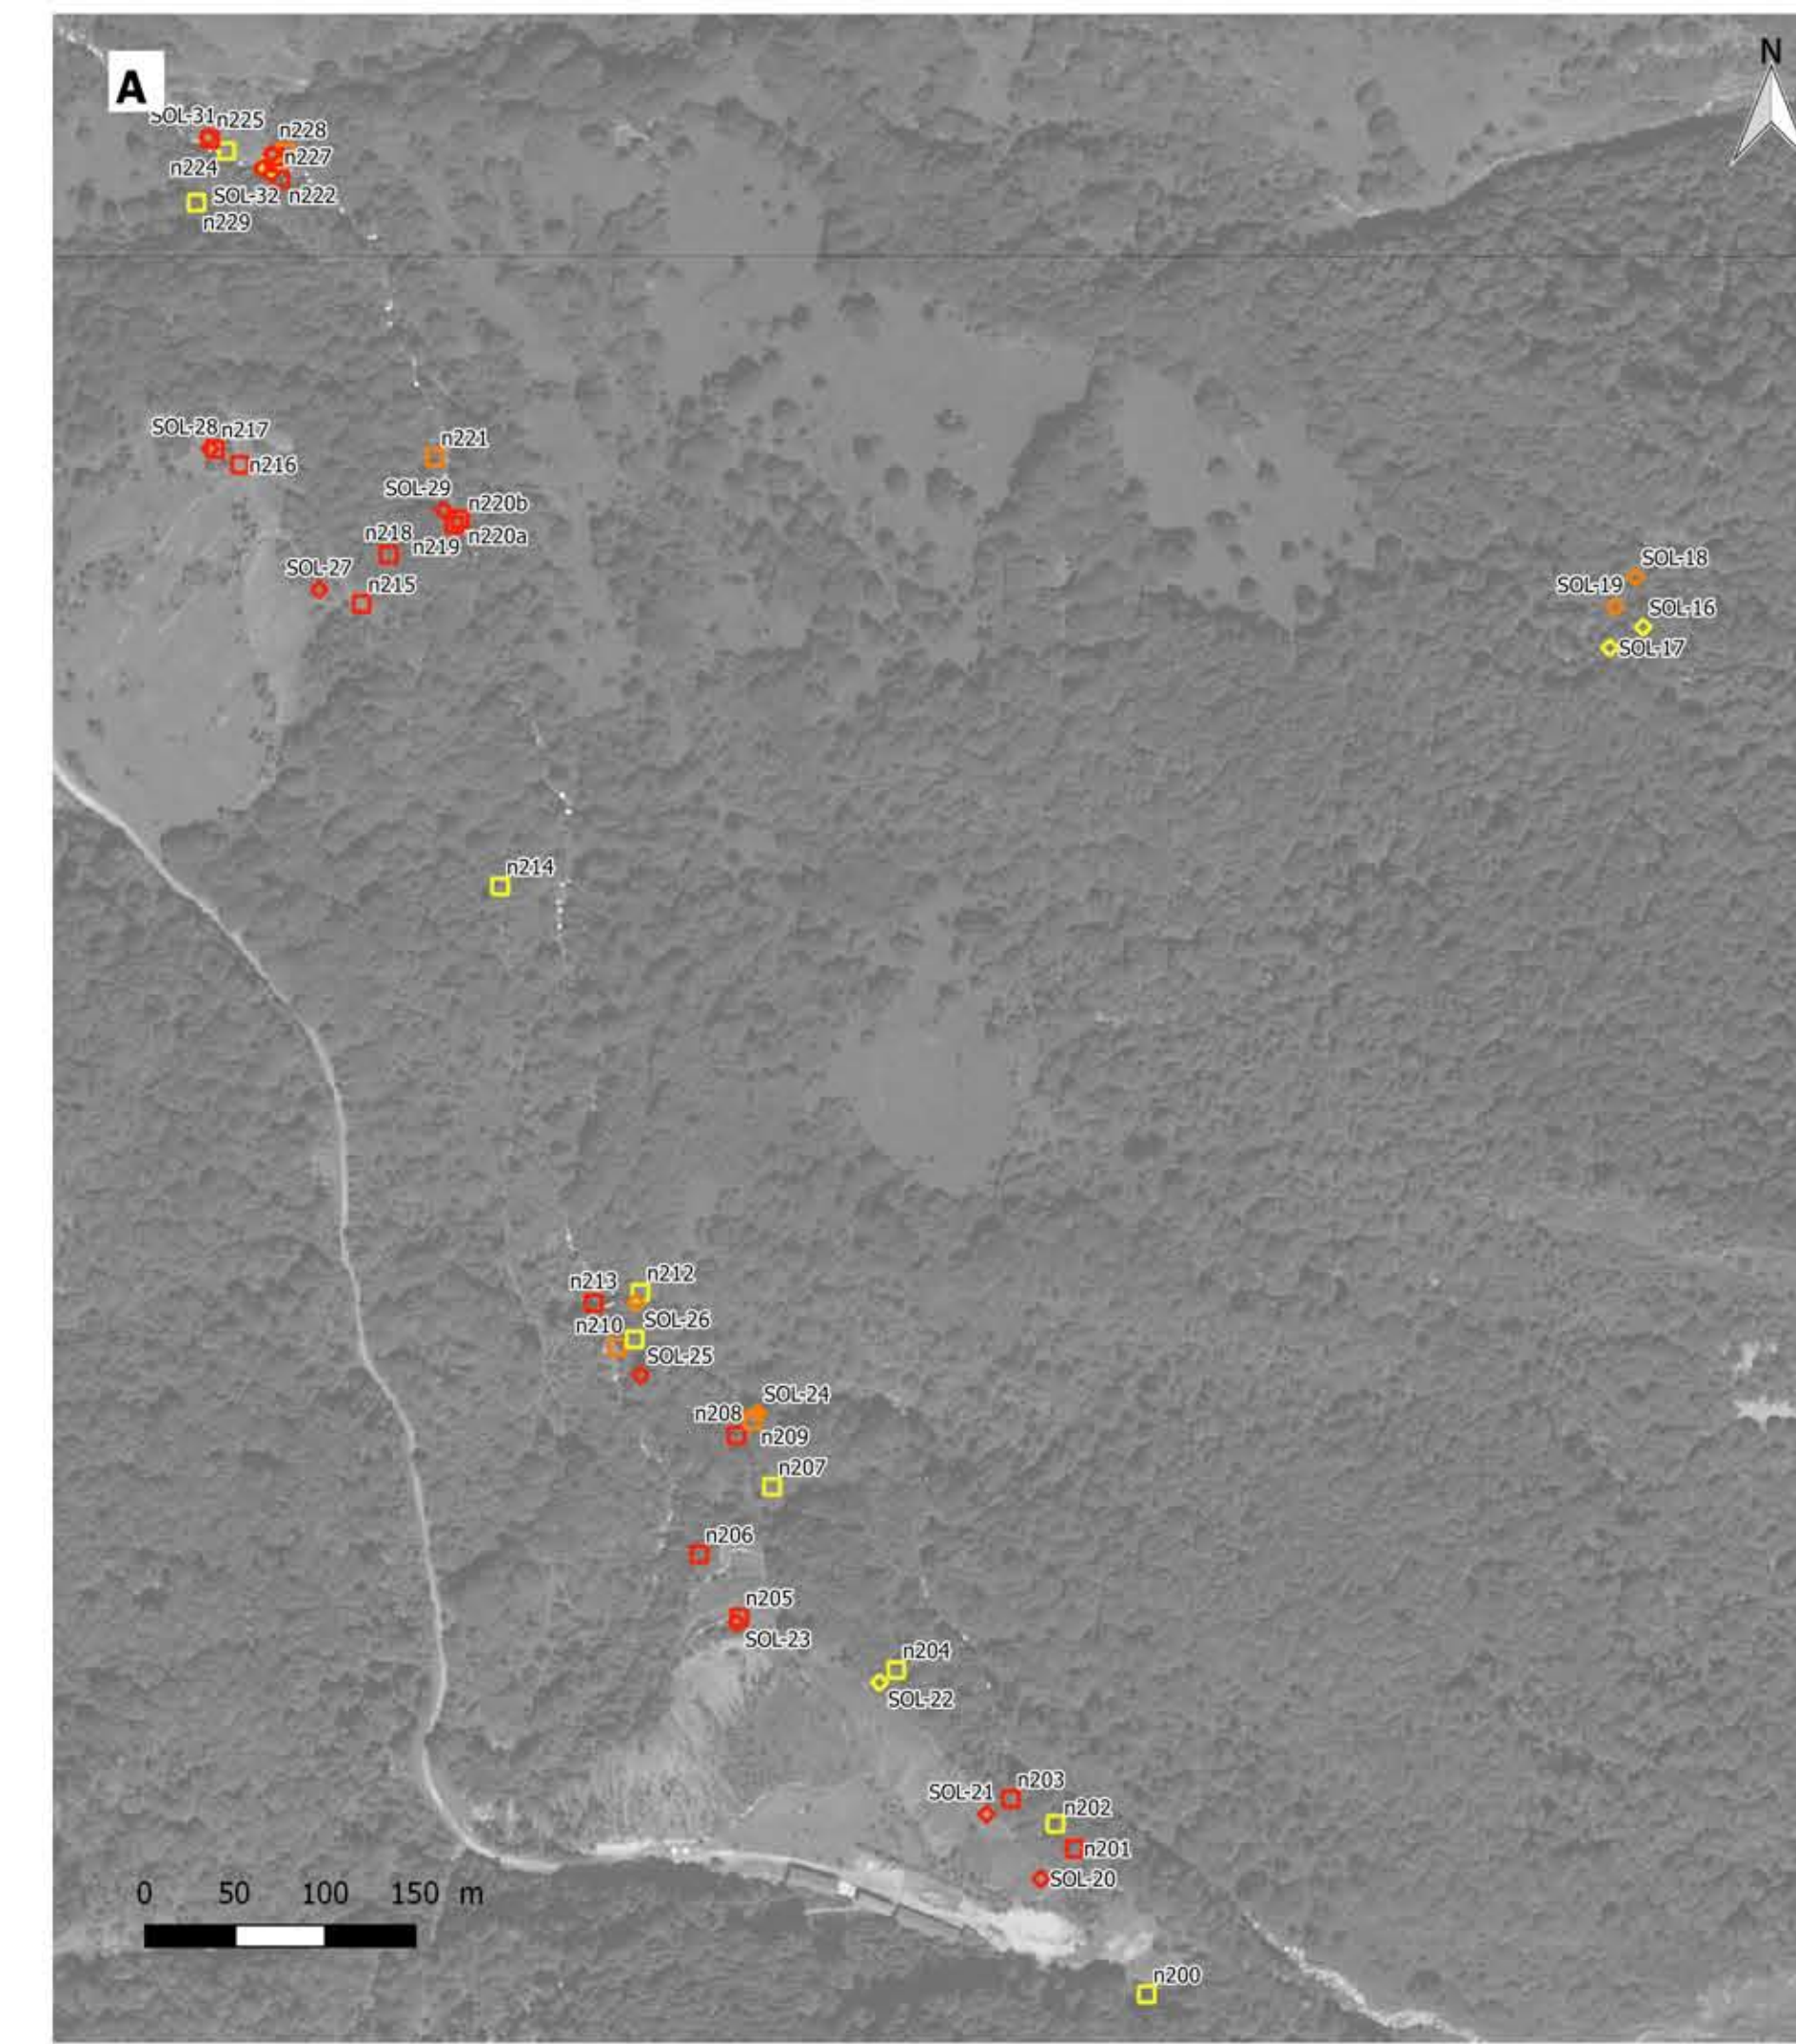 N
A
SOL-31 n225 n228
n227
n224
SOL-32 n222
n229
SOL-28 n217 n221
n216
SOL-29
n220b
n218 n219 n220a
SOL-18
SOL-27
SOL-19
n215
SOL-16
SOL-17
n214
n213 n212
n210 SOL-26
SOL-25
SOL-24
n208
n209
n207
n206
n205
SOL-23
n204
SOL-22
SOL-21 n203
n202
n201
SOL-20
0 50 100 150 m
n200